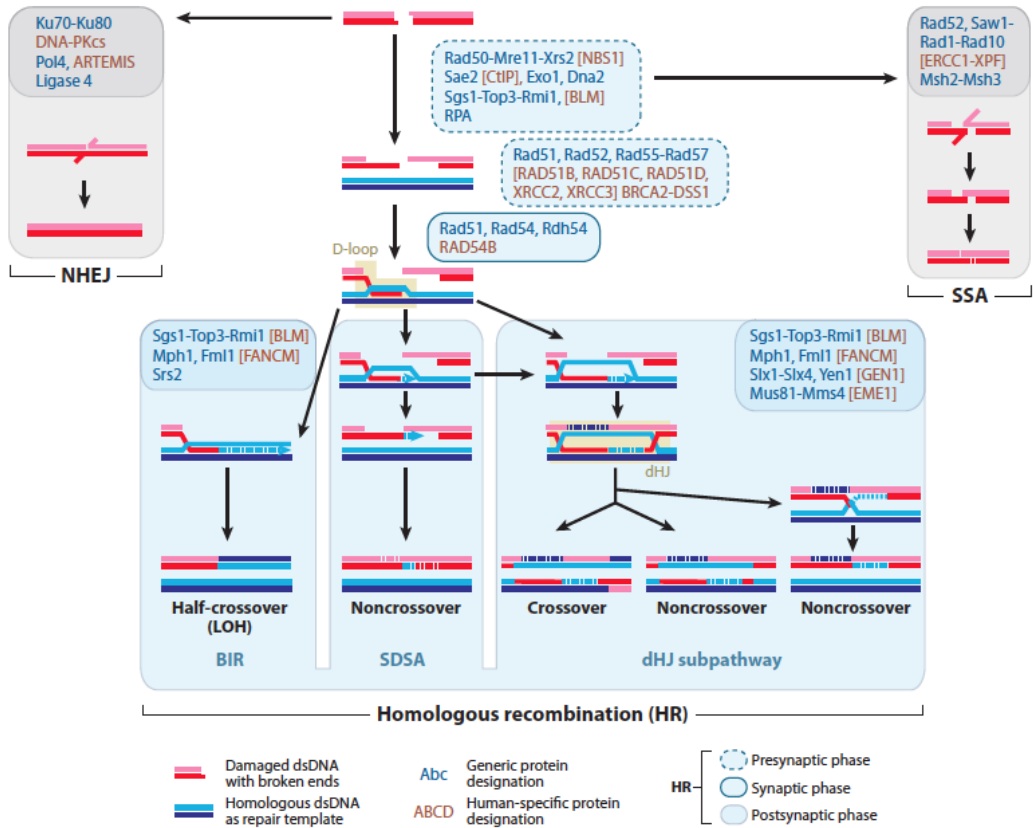 Ku70-Ku80
DNA-PKcs
Pol4, ARTEMIS
Ligase 4
NHEJ
Rad50-Mre11-Xrs2 [NBS1]
Sae2 [CtIP], Exo1, Dna2
Sgs1-Top3-Rmi1, [BLM]
RPA
Rad51, Rad52, Rad55-Rad57
[RAD51B, RAD51C, RAD51D,
XRCC2, XRCC3] BRCA2-DSS1
Rad51, Rad54, Rdh54
RAD54B
D-loop
Rad52, Saw1-
Rad1-Rad10
[ERCC1-XPF]
Msh2-Msh3
SSA
Sgs1-Top3-Rmi1 [BLM]
Mph1, Fml1 [FANCM]
Srs2
Sgs1-Top3-Rmi1 [BLM]
Mph1, Fml1 [FANCM]
Slx1-Slx4, Yen1 [GEN1]
Mus81-Mms4 [EME1]
dHJ
Half-crossover
(LOH)
Noncrossover
Crossover
Noncrossover
Noncrossover
BIR
SDSA
dHJ subpathway
Homologous recombination (HR)
Damaged dsDNA
with broken ends
Homologous dsDNA
as repair template
Abc
Generic protein
designation
ABCD
Human-specific protein
designation
HR
Presynaptic phase
Synaptic phase
Postsynaptic phase